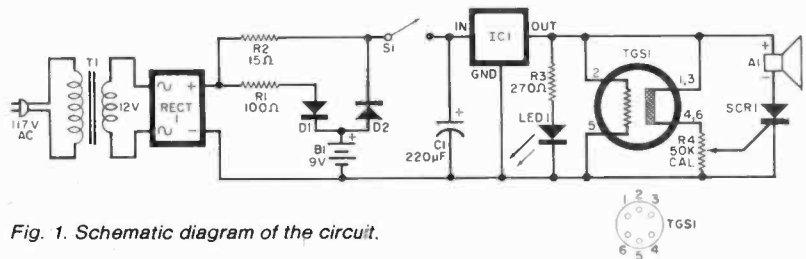 T1
117V
AC
12V
RECT
1
+
−
R2
15Ω
R1
100Ω
D1
D2
B1
9V
+
S1
IN
IC1
OUT
GND
+
C1
220µF
R3
270Ω
LED1
TGS1
2
5
1,3
4,6
R4
50K
CAL.
+
A1
−
SCR1
1 2 3
6 5 4
TGS1
Fig. 1. Schematic diagram of the circuit.